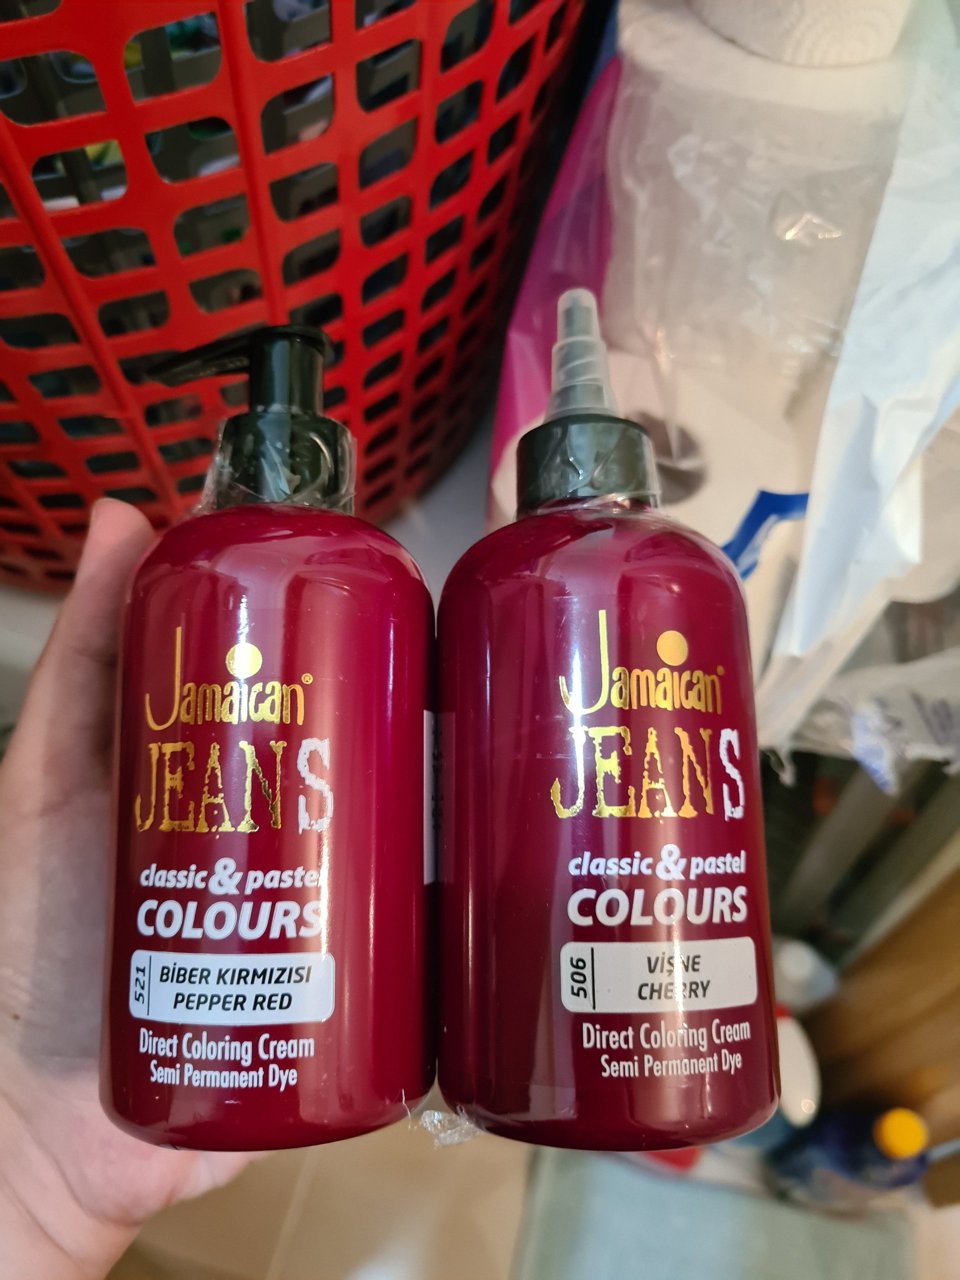 Jamaican®
JEANS
classic & pastel
COLOURS
521
BİBER KIRMIZISI
PEPPER RED
Direct Coloring Cream
Semi Permanent Dye
Jamaican®
JEANS
classic & pastel
COLOURS
506
VİŞNE
CHERRY
Direct Coloring Cream
Semi Permanent Dye